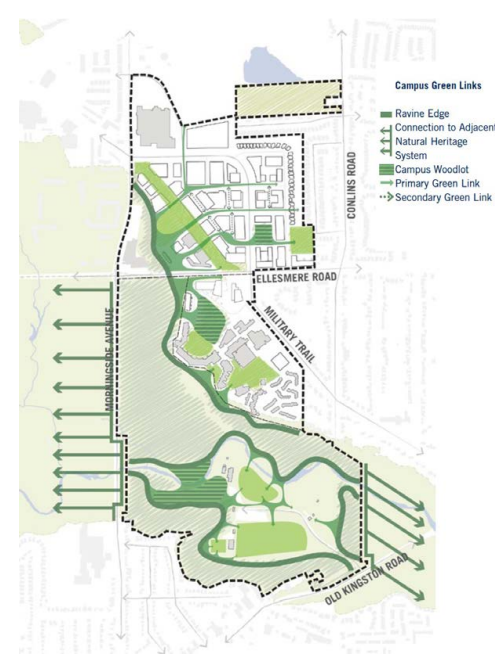 Campus Green Links
Ravine Edge
Connection to Adjacent
Natural Heritage
System
Campus Woodlot
Primary Green Link
Secondary Green Link
CONLINS ROAD
ELLESMERE ROAD
MILITARY TRAIL
MORNINGSIDE AVENUE
OLD KINGSTON ROAD